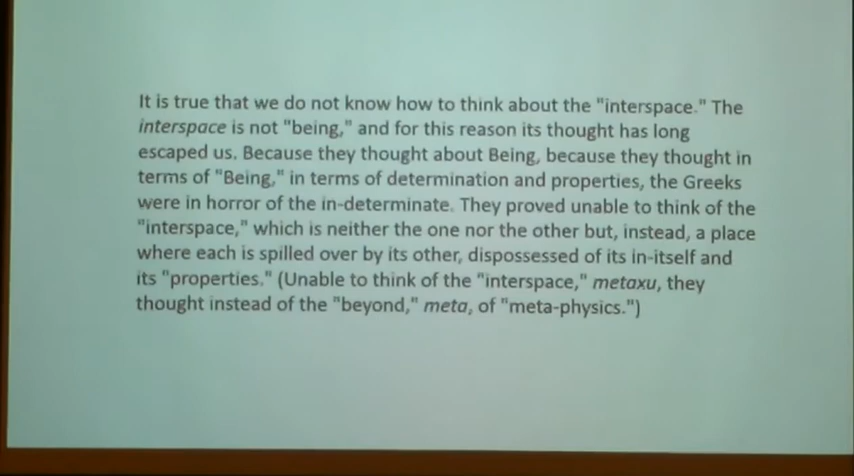 It is true that we do not know how to think about the "interspace." The
interspace is not "being," and for this reason its thought has long
escaped us. Because they thought about Being, because they thought in
terms of "Being," in terms of determination and properties, the Greeks
were in horror of the in-determinate. They proved unable to think of the
"interspace," which is neither the one nor the other but, instead, a place
where each is spilled over by its other, dispossessed of its in-itself and
its "properties." (Unable to think of the "interspace," metaxu, they
thought instead of the "beyond," meta, of "meta-physics.")